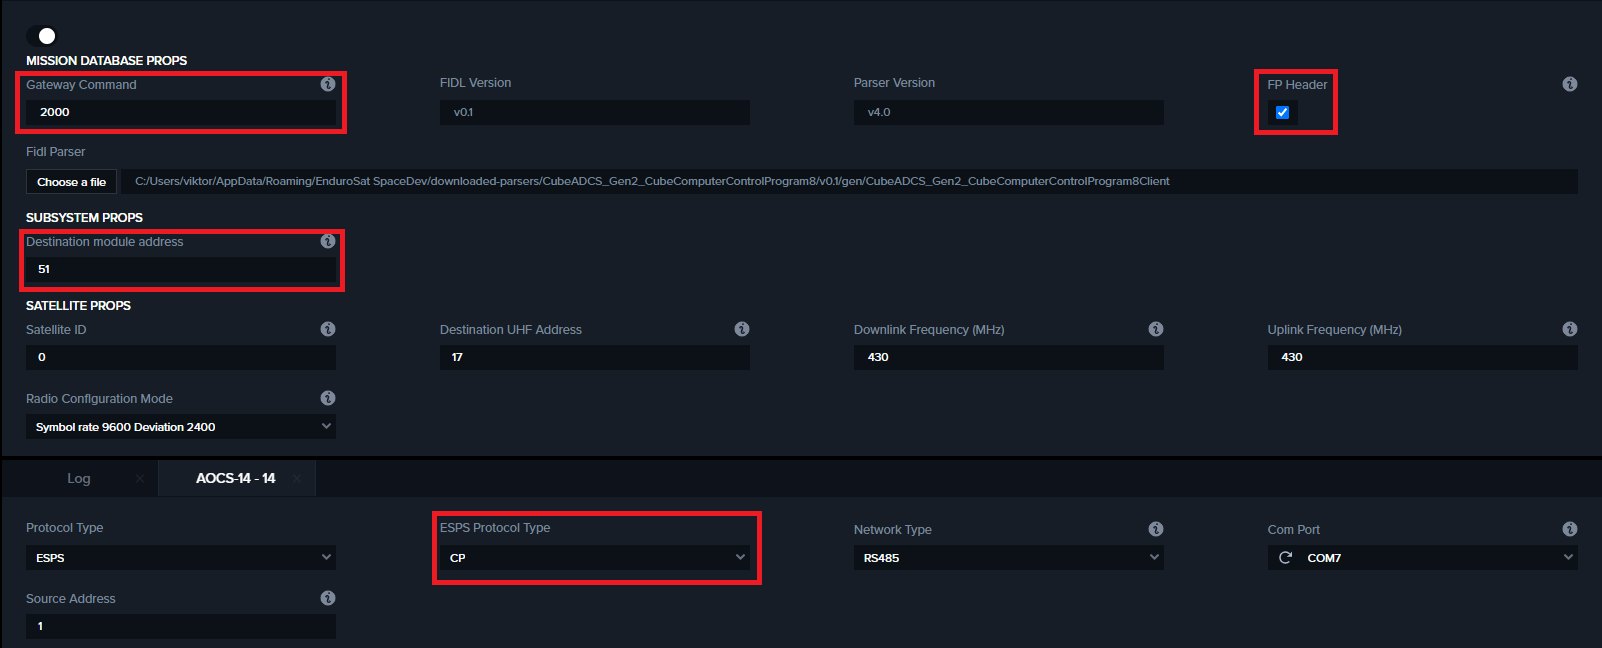 MISSION DATABASE PROPS
Gateway Command
FIDL Version
Parser Version
FP Header
2000
v0.1
v4.0
Fidl Parser
Choose a file
C:/Users/viktor/AppData/Roaming/EnduroSat SpaceDev/downloaded-parsers/CubeADCS_Gen2_CubeComputerControlProgram8/v0.1/gen/CubeADCS_Gen2_CubeComputerControlProgram8Client
SUBSYSTEM PROPS
Destination module address
51
SATELLITE PROPS
Satellite ID
Destination UHF Address
Downlink Frequency (MHz)
Uplink Frequency (MHz)
0
17
430
430
Radio Configuration Mode
Symbol rate 9600 Deviation 2400
Log
AOCS-14 - 14
Protocol Type
ESPS Protocol Type
Network Type
Com Port
ESPS
CP
RS485
COM7
Source Address
1